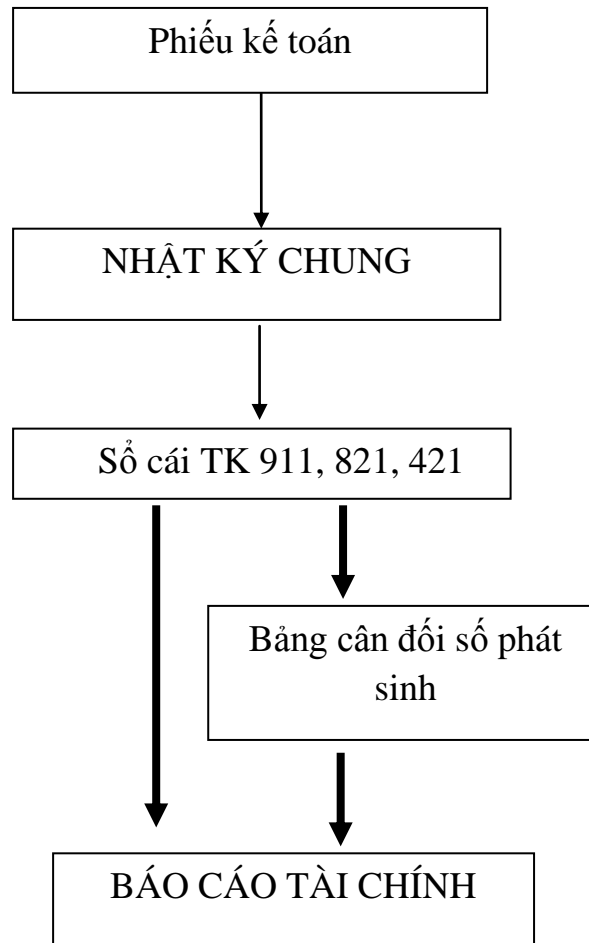 Phiếu kế toán
NHẬT KÝ CHUNG
Sổ cái TK 911, 821, 421
Bảng cân đối số phát
sinh
BÁO CÁO TÀI CHÍNH